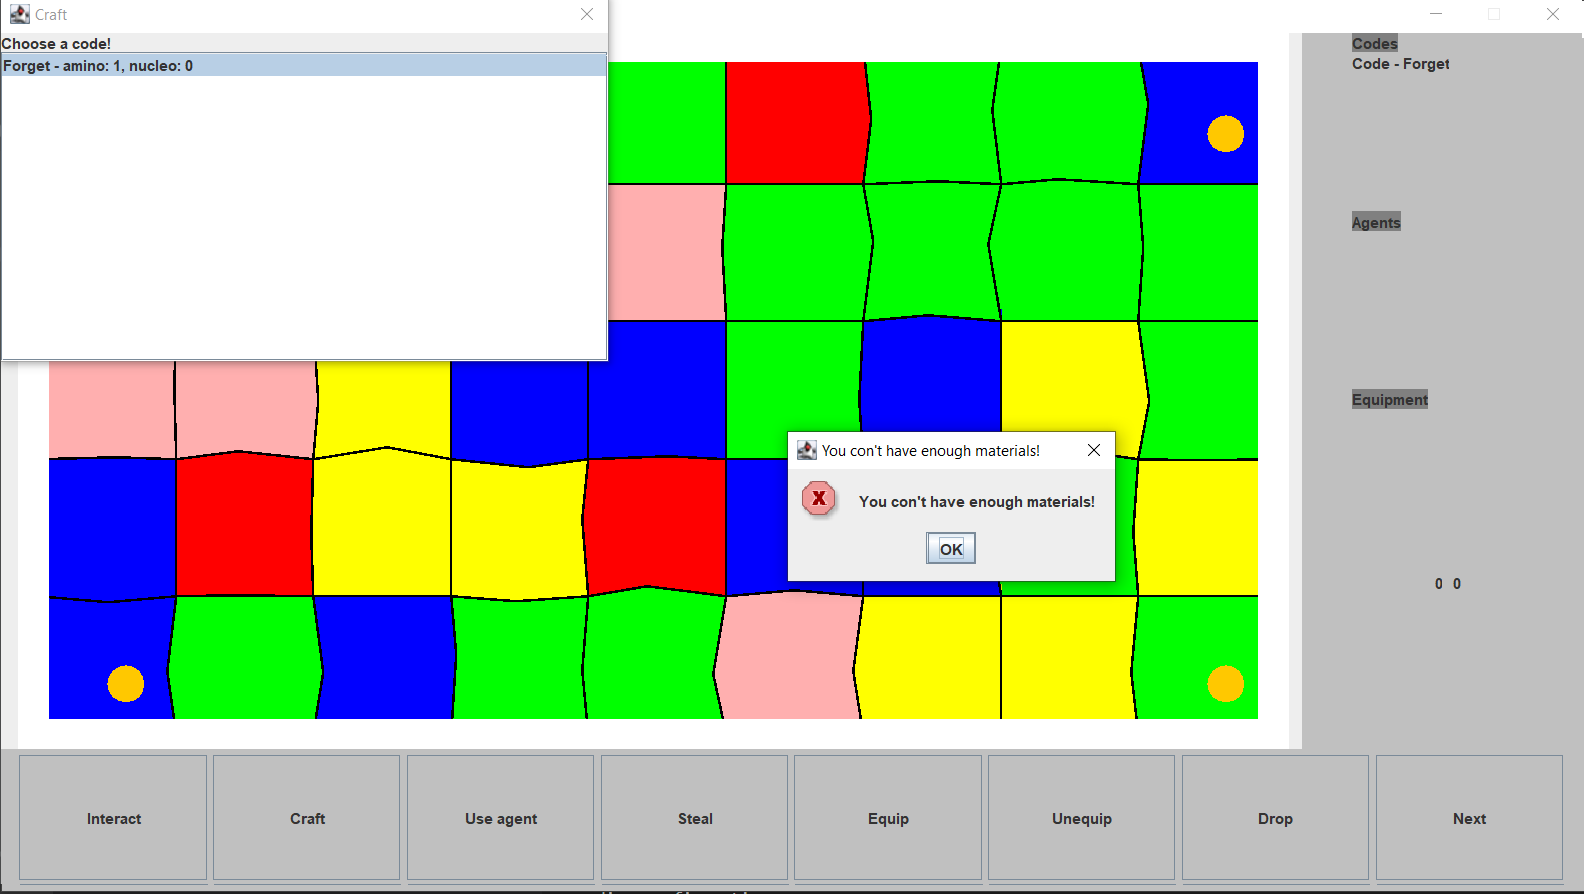 Craft
Choose a code!
Forget - amino: 1, nucleo: 0
Codes
Code - Forget
Agents
Equipment
0 0
You con't have enough materials!
You con't have enough materials!
OK
Interact
Craft
Use agent
Steal
Equip
Unequip
Drop
Next